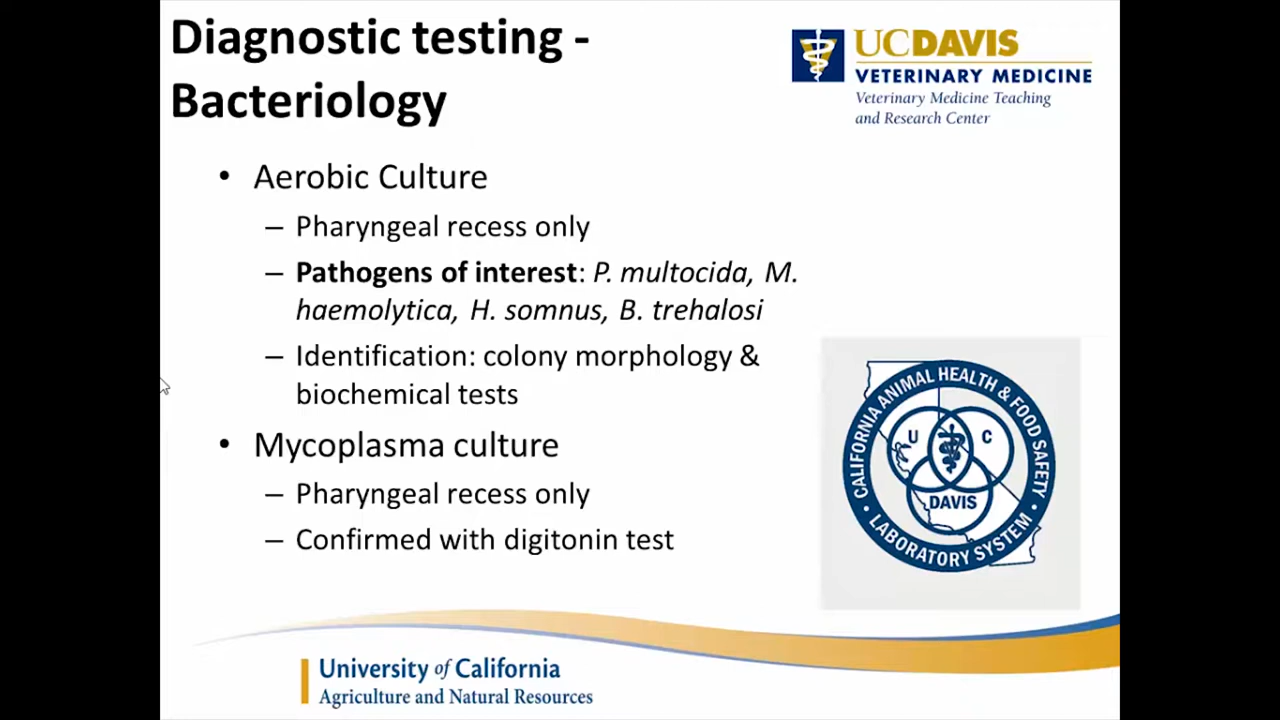 Diagnostic testing -
Bacteriology
UCDAVIS
VETERINARY MEDICINE
Veterinary Medicine Teaching
and Research Center
• Aerobic Culture
– Pharyngeal recess only
– Pathogens of interest: P. multocida, M.
haemolytica, H. somnus, B. trehalosi
– Identification: colony morphology &
biochemical tests
• Mycoplasma culture
– Pharyngeal recess only
– Confirmed with digitonin test
CALIFORNIA ANIMAL HEALTH & FOOD SAFETY
• LABORATORY SYSTEM •
U C
DAVIS
University of California
Agriculture and Natural Resources